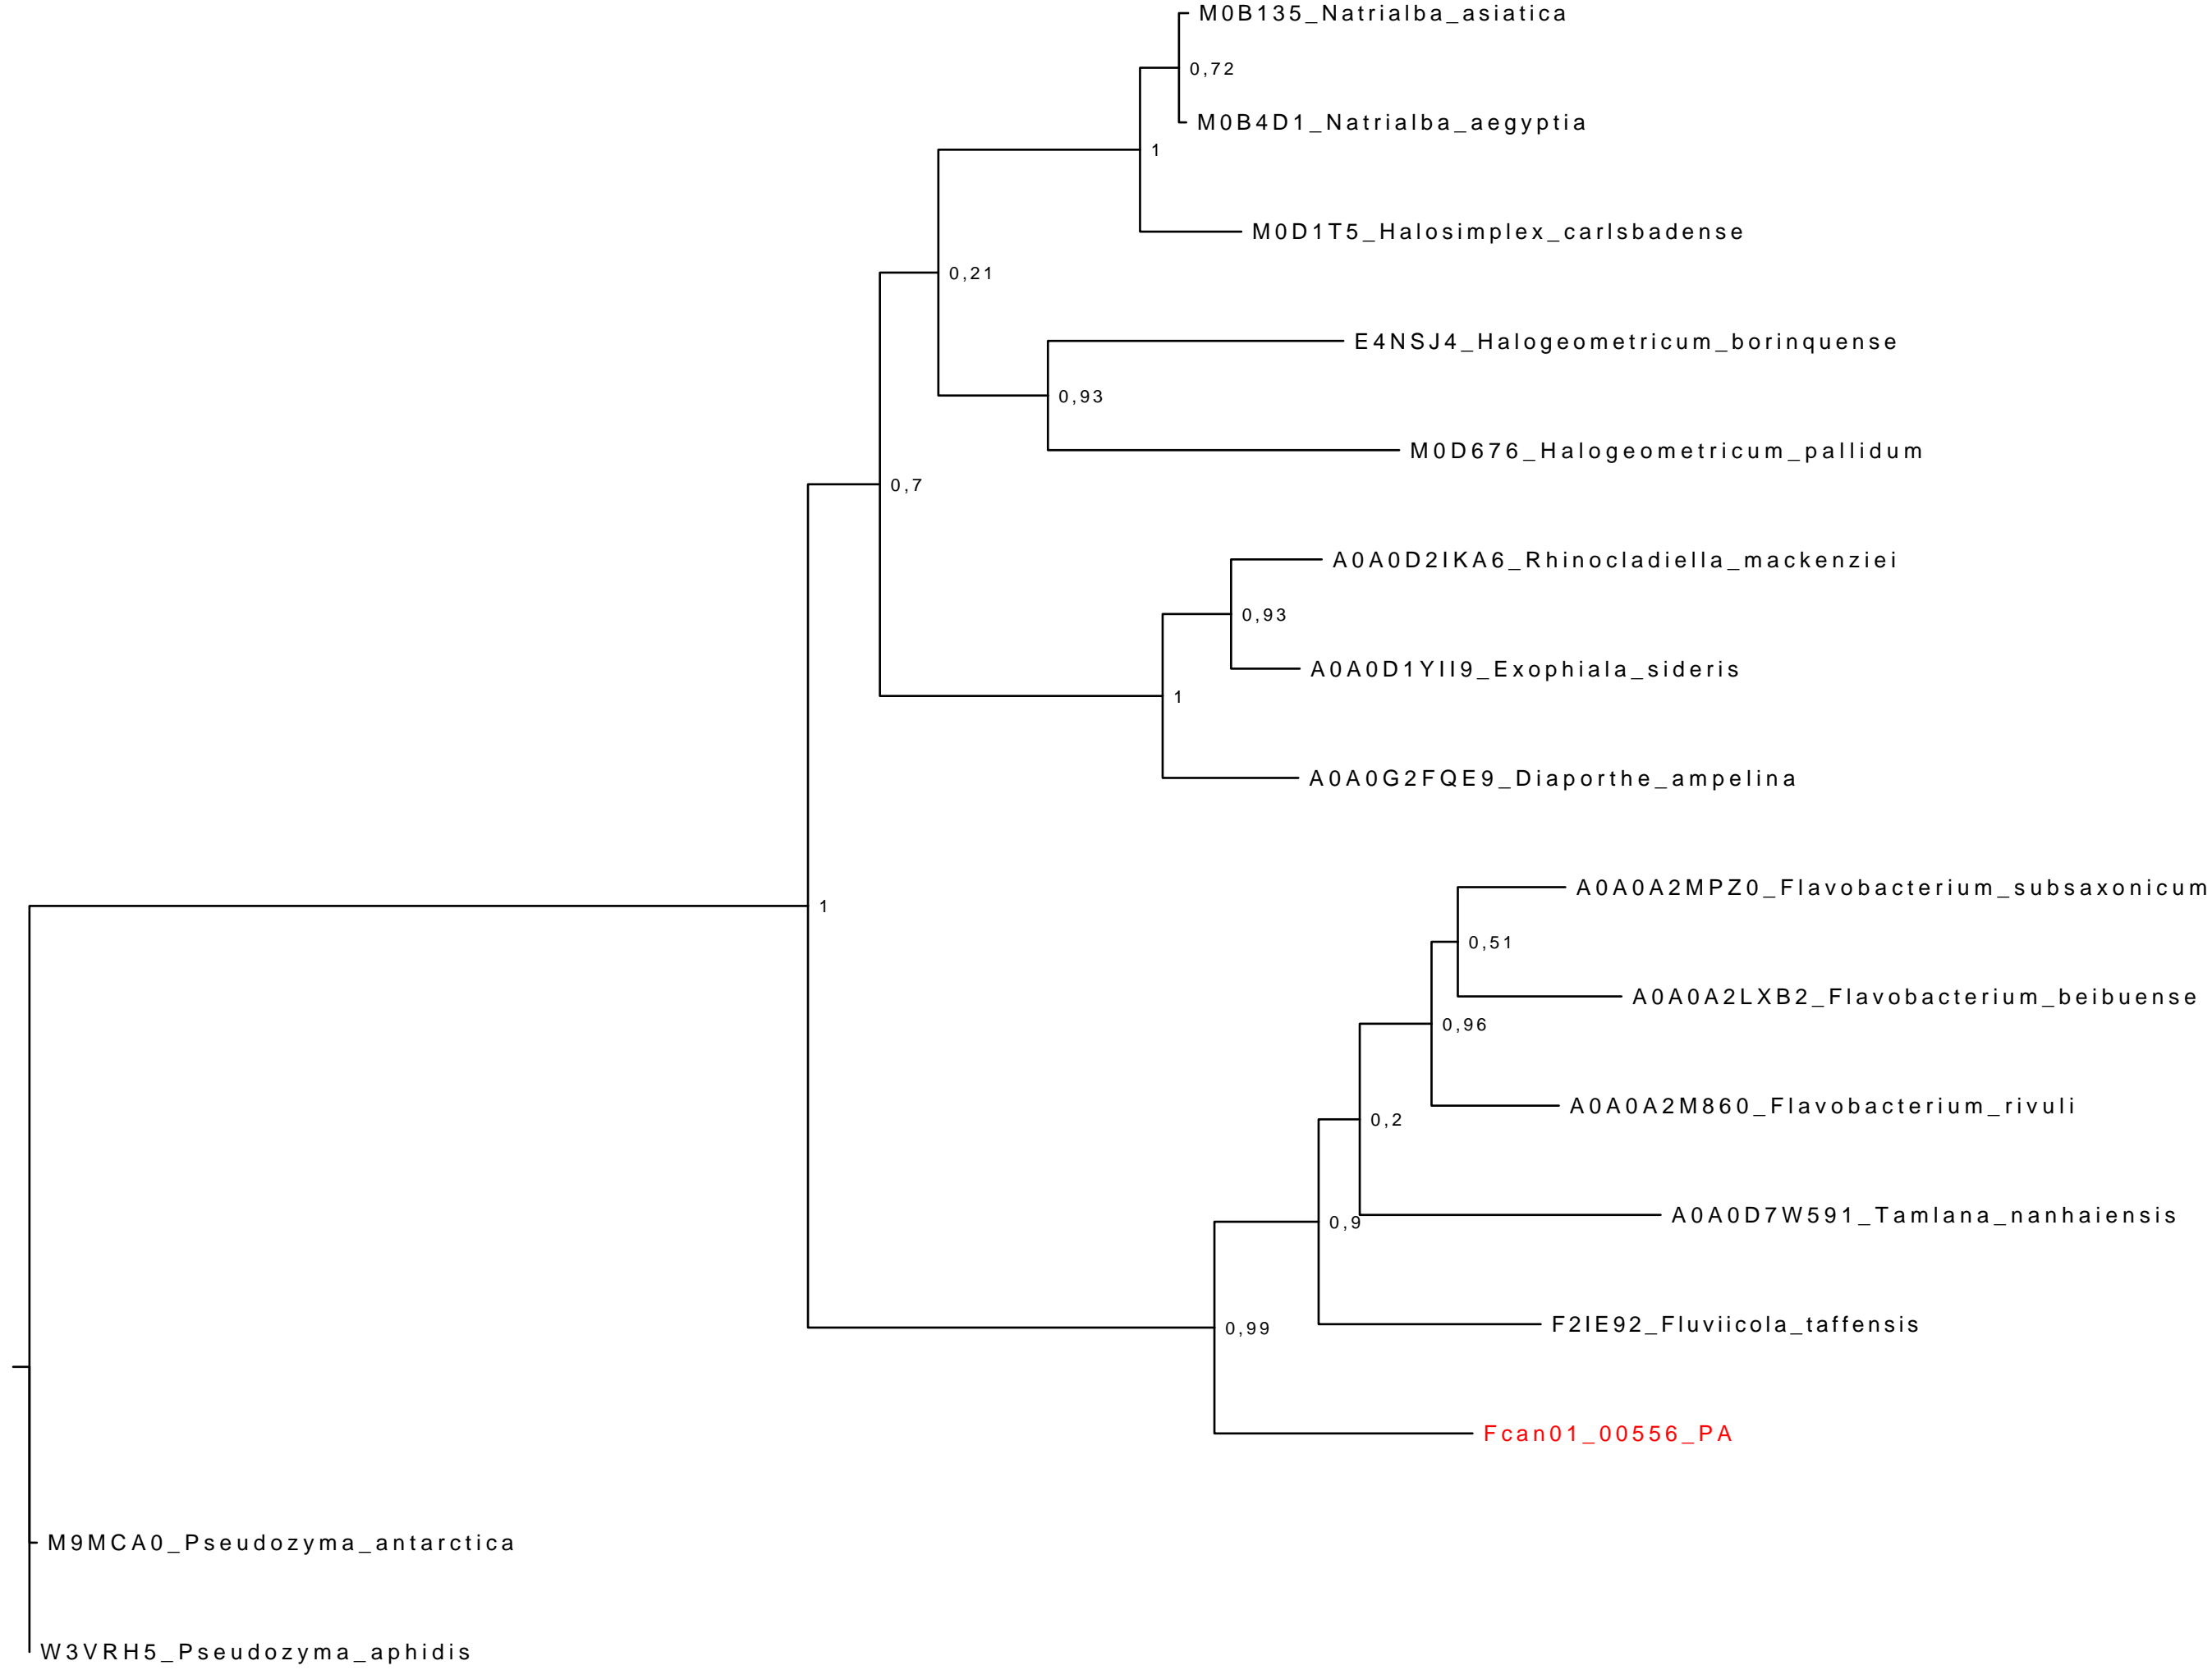 M0B135_Natrialba_asiatica
0,72
M0B4D1_Natrialba_aegyptia
1
M0D1T5_Halosimplex_carlsbadense
0,21
E4NSJ4_Halogeometricum_borinquense
0,93
M0D676_Halogeometricum_pallidum
0,7
A0A0D2IKA6_Rhinocladiella_mackenziei
0,93
A0A0D1YII9_Exophiala_sideris
1
A0A0G2FQE9_Diaporthe_ampelina
A0A0A2MPZ0_Flavobacterium_subsaxonicum
1
0,51
A0A0A2LXB2_Flavobacterium_beibuense
0,96
A0A0A2M860_Flavobacterium_rivuli
0,2
A0A0D7W591_Tamlana_nanhaiensis
0,9
F2IE92_Fluviicola_taffensis
0,99
Fcan01_00556_PA
M9MCA0_Pseudozyma_antarctica
W3VRH5_Pseudozyma_aphidis